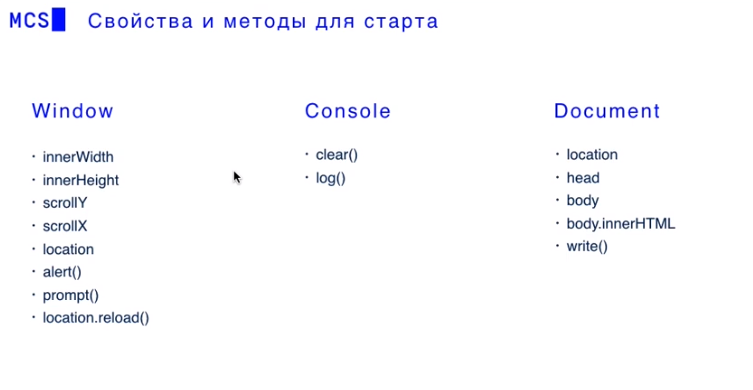 MCS Свойства и методы для старта
Window
· innerWidth
· innerHeight
· scrollY
· scrollX
· location
· alert()
· prompt()
· location.reload()
Console
· clear()
· log()
Document
· location
· head
· body
· body.innerHTML
· write()